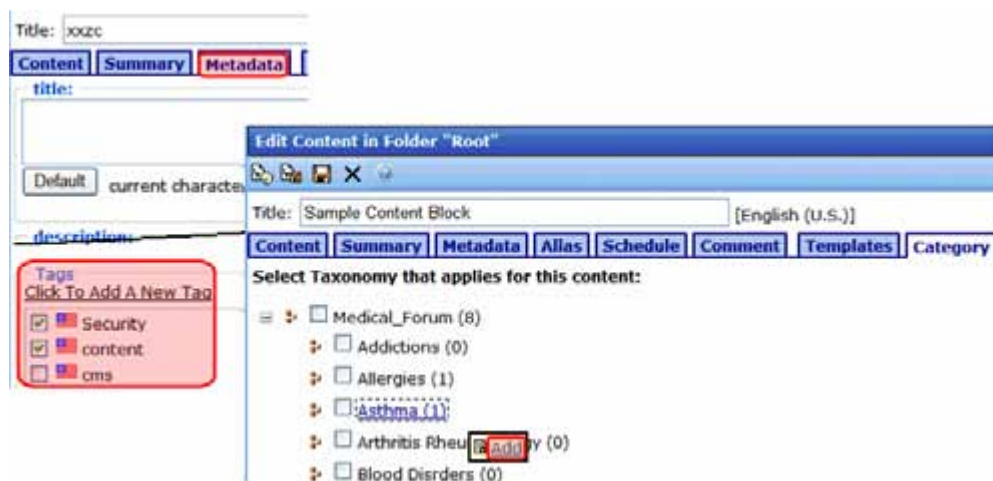 Title: xxzc
Content Summary Metadata
title:
Default current character
description:
Tags
Click To Add A New Tag
Security
content
cms
Edit Content in Folder "Root"
Title: Sample Content Block [English (U.S.)]
Content Summary Metadata Alias Schedule Comment Templates Category
Select Taxonomy that applies for this content:
Medical_Forum (8)
Addictions (0)
Allergies (1)
Asthma (1)
Arthritis (0)
Add
Blood Disrders (0)